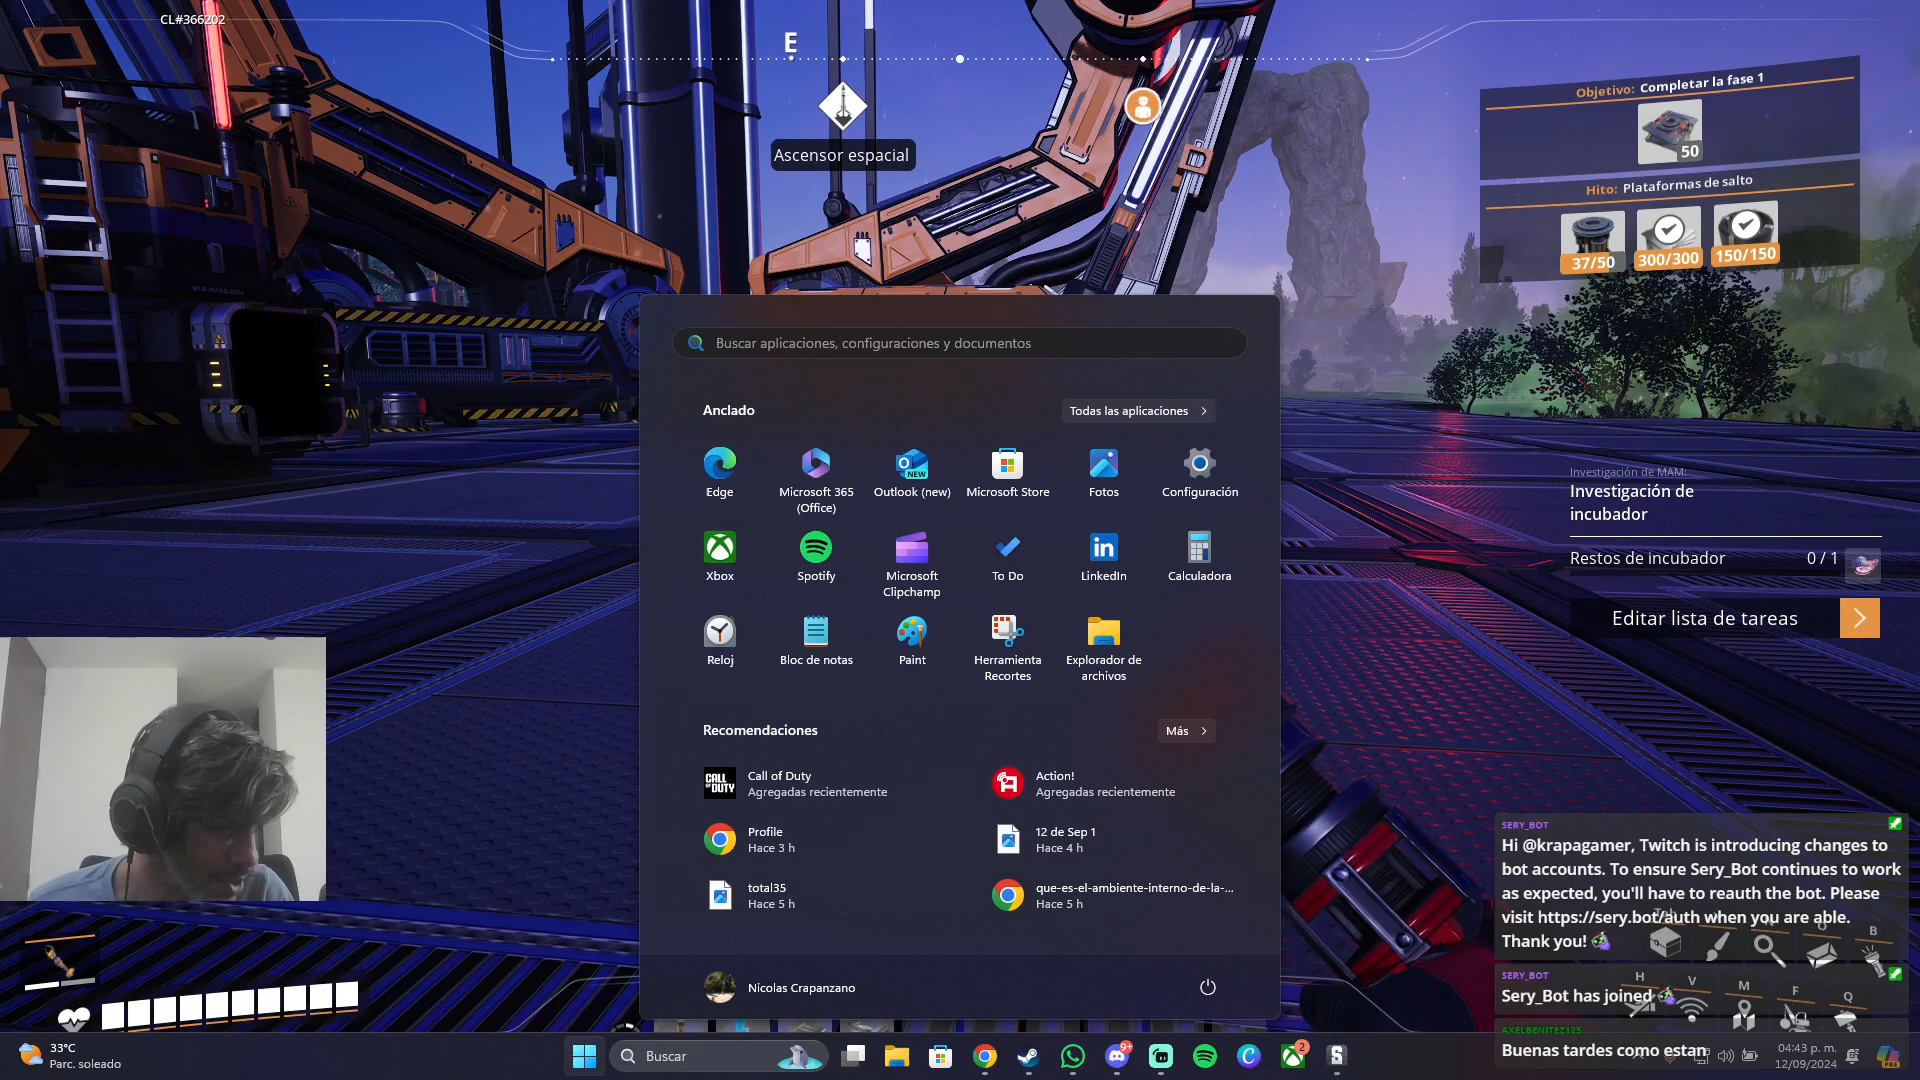 CL#366202
E
Ascensor espacial
Objetivo: Completar la fase 1
50
Hito: Plataformas de salto
37/50
300/300
150/150
Buscar aplicaciones, configuraciones y documentos
Anclado
Todas las aplicaciones
Edge
Microsoft 365
(Office)
Outlook (new)
Microsoft Store
Fotos
Configuración
Xbox
Spotify
Microsoft
Clipchamp
To Do
LinkedIn
Calculadora
Reloj
Bloc de notas
Paint
Herramienta
Recortes
Explorador de
archivos
Recomendaciones
Más
Call of Duty
Agregadas recientemente
Action!
Agregadas recientemente
Profile
Hace 3 h
12 de Sep 1
Hace 4 h
total35
Hace 5 h
que-es-el-ambiente-interno-de-la-...
Hace 5 h
Nicolas Crapanzano
Investigación de MAM:
Investigación de
incubador
Restos de incubador 0 / 1
Editar lista de tareas
SERY_BOT
Hi @krapagamer, Twitch is introducing changes to
bot accounts. To ensure Sery_Bot continues to work
as expected, you'll have to reauth the bot. Please
visit https://sery.bot/auth when you are able.
Thank you!
B
SERY_BOT
Sery_Bot has joined
H
V
M
F
Q
AXELBENITEZ123
Buenas tardes como estan
33°C
Parc. soleado
Buscar
9+
2
04:43 p. m.
12/09/2024